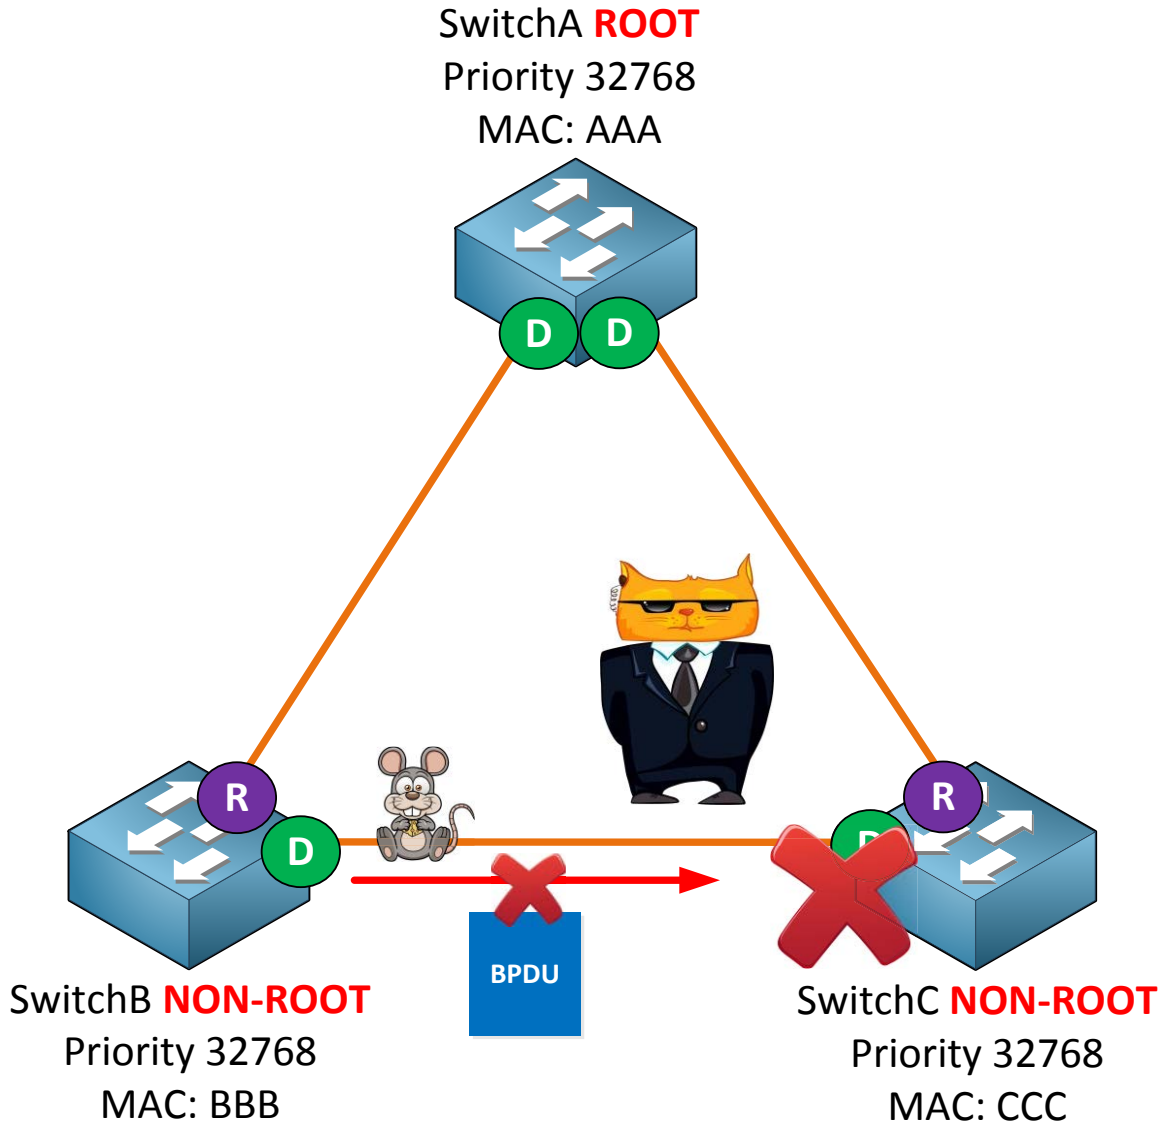 SwitchA ROOT
Priority 32768
MAC: AAA
D D
R
D
R
D
BPDU
SwitchB NON-ROOT
Priority 32768
MAC: BBB
SwitchC NON-ROOT
Priority 32768
MAC: CCC